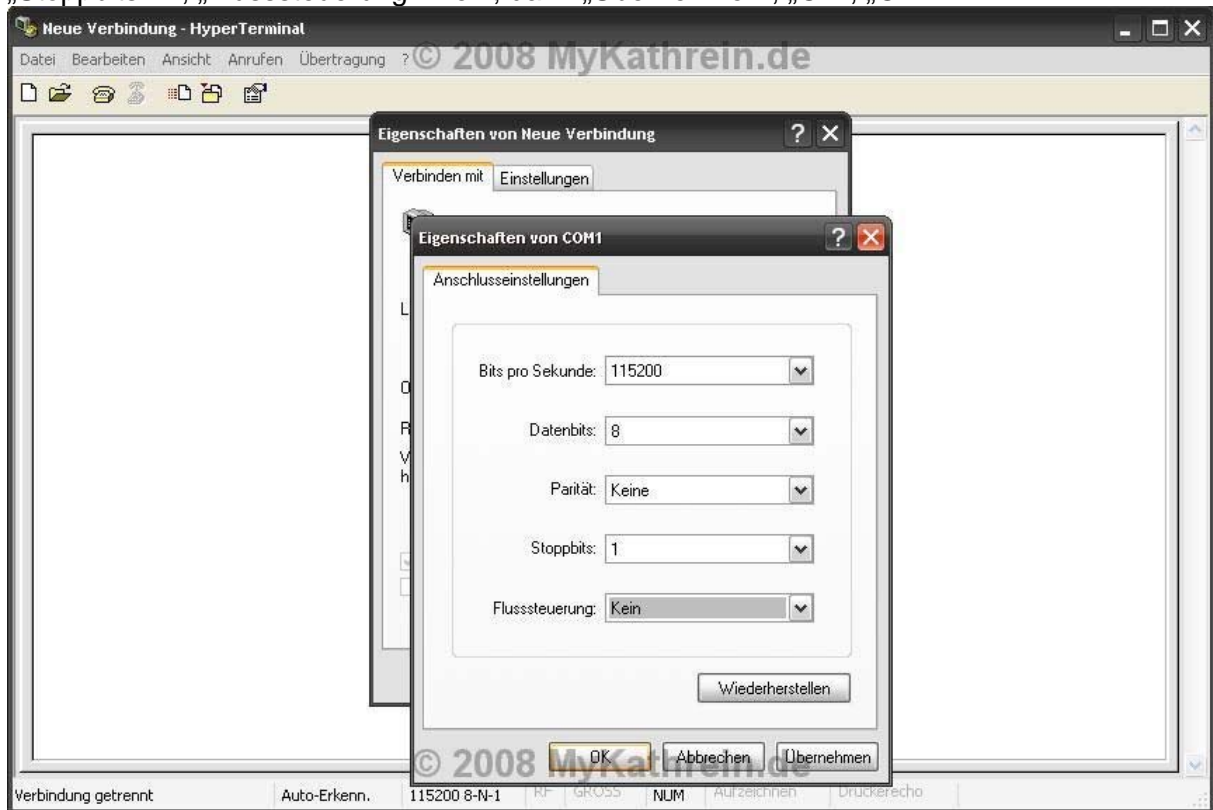 Neue Verbindung - HyperTerminal
Datei Bearbeiten Ansicht Anrufen Übertragung ?
© 2008 MyKathrein.de
Eigenschaften von Neue Verbindung
Verbinden mit Einstellungen
Eigenschaften von COM1
Anschlusseinstellungen
L
Bits pro Sekunde: 115200
O
Datenbits: 8
R
V
h
Parität: Keine
Stoppbits: 1
Flusssteuerung: Kein
Wiederherstellen
OK Abbrechen Übernehmen
© 2008 MyKathrein.de
Verbindung getrennt Auto-Erkenn. 115200 8-N-1 RF GROSS NUM Aufzeichnen Druckerecho